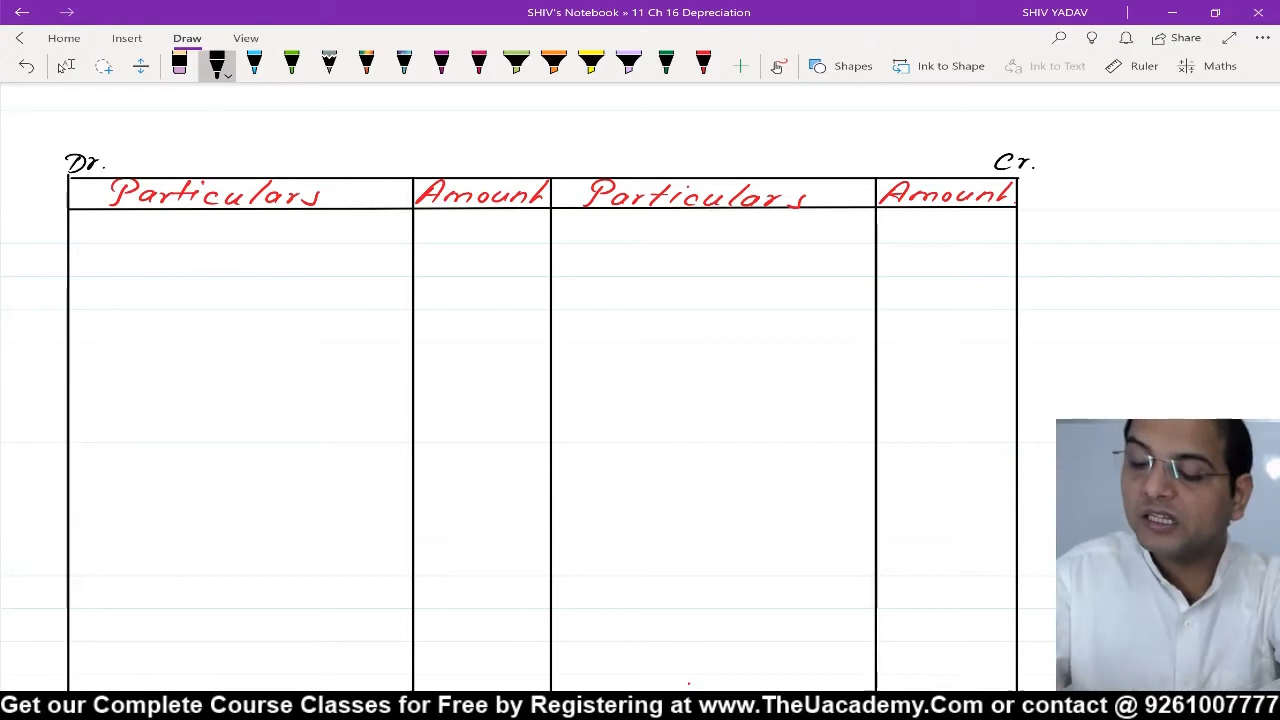 SHIV's Notebook » 11 Ch 16 Depreciation
SHIV YADAV
Home Insert Draw View
Share
Shapes Ink to Shape Ink to Text Ruler Maths
Dr. Cr.
Particulars Amount Particulars Amount
Get our Complete Course Classes for Free by Registering at www.TheUacademy.Com or contact @ 9261007777